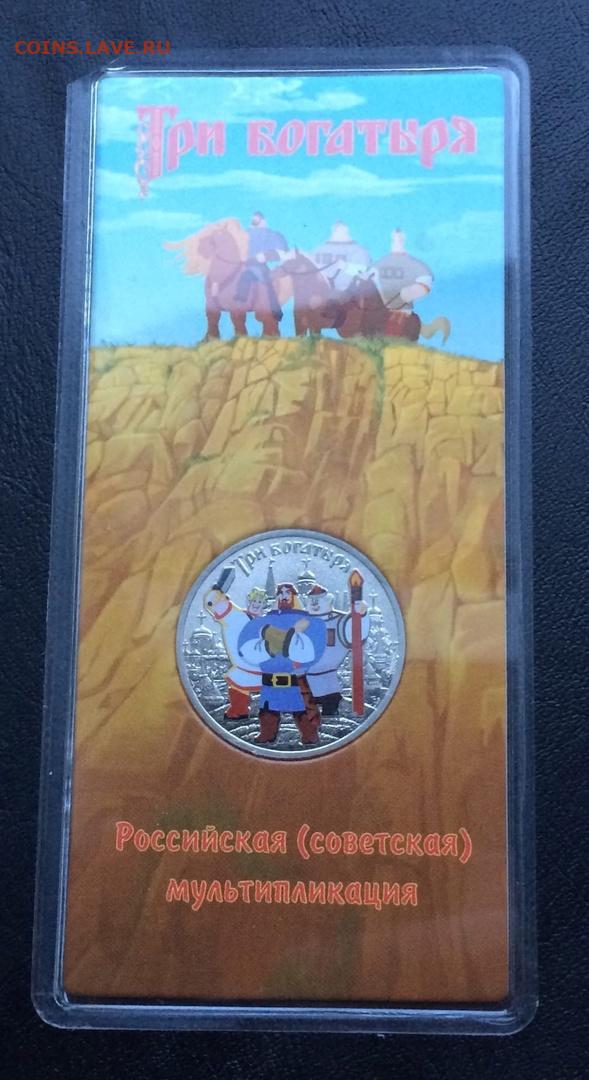 COINS.LAVE.RU
Три богатыря
Три богатыря
Российская (советская)
мультипликация